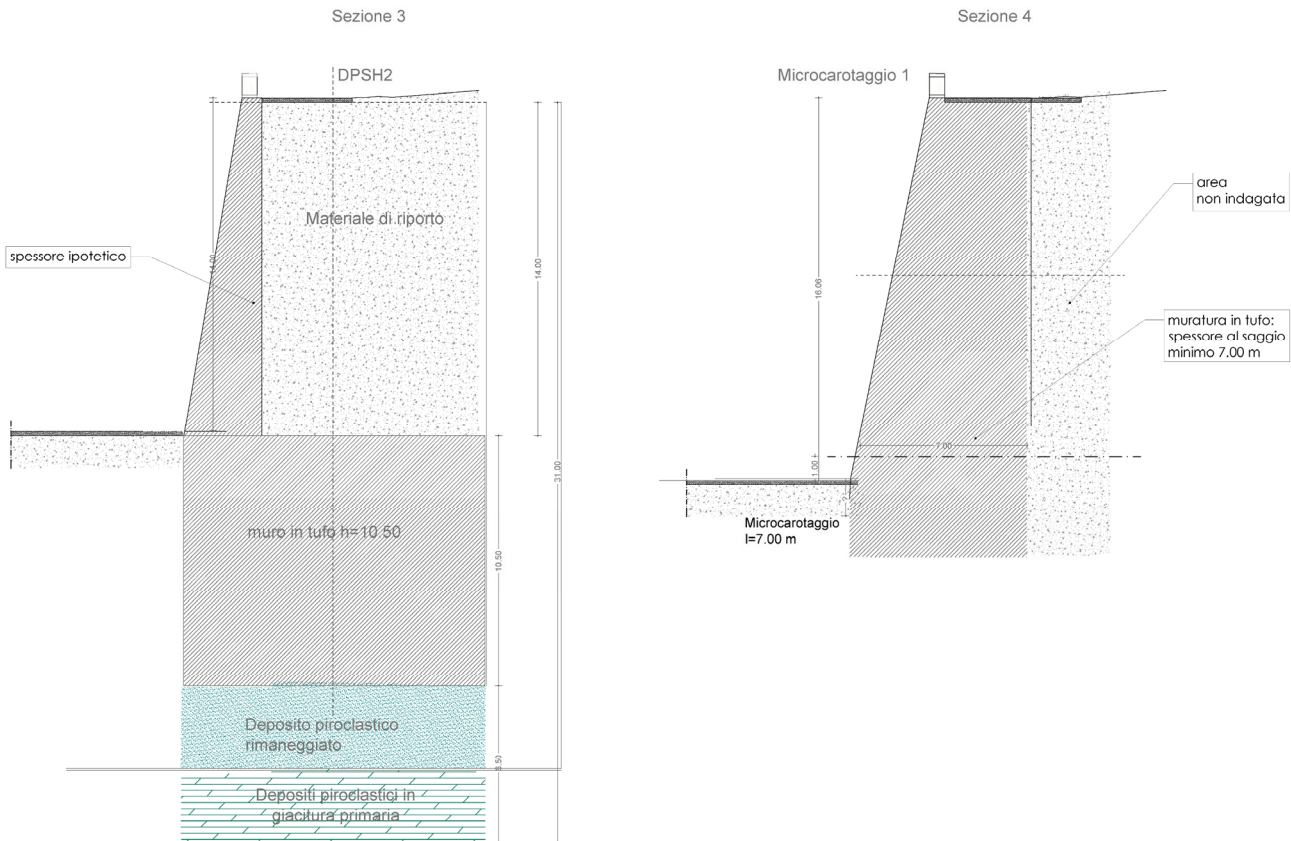 Sezione 3
Sezione 4
DPSH2
Microcarotaggio 1
Materiale di riporto
spessore ipotetico
14.00
14.00
31.00
muro in tufo h=10.50
10.50
Deposito piroclastico
rimaneggiato
6.50
Depositi piroclastici in
giacitura primaria
16.06
area
non indagata
muratura in tufo:
spessore al saggio
minimo 7.00 m
7.00
1.00
Microcarotaggio
l=7.00 m